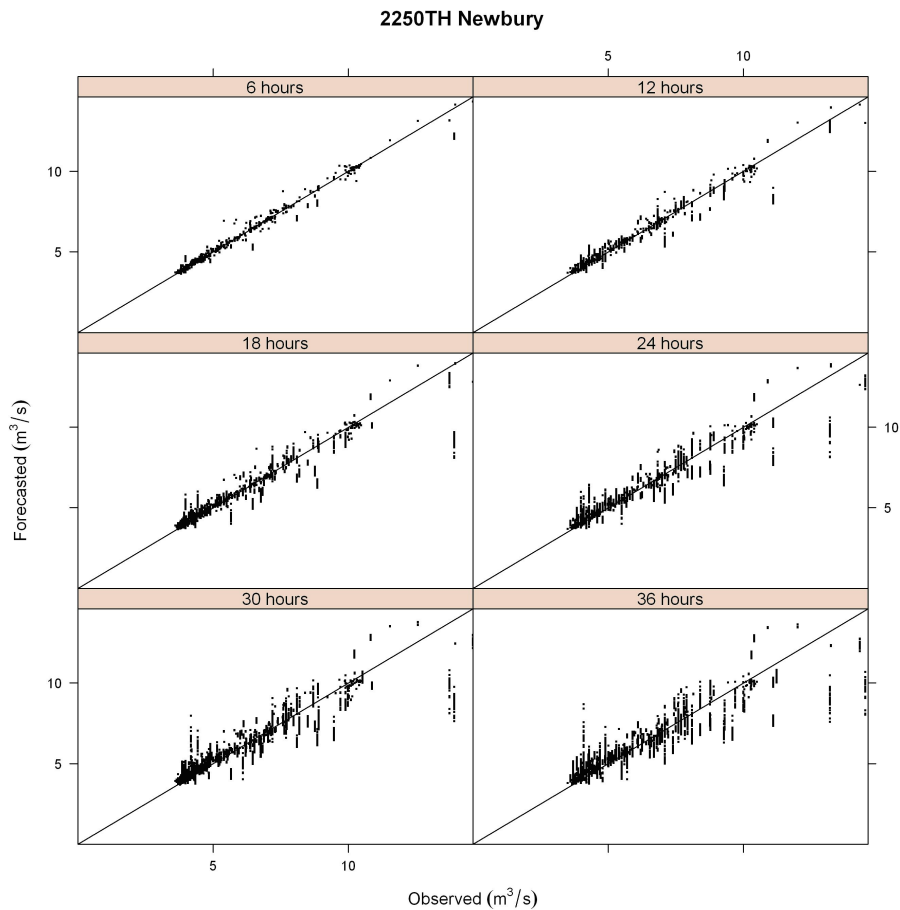 2250TH Newbury
5 10
6 hours 12 hours
10
5
18 hours 24 hours
10
5
30 hours 36 hours
10
5
5 10
Forecasted (m³/s)
Observed (m³/s)